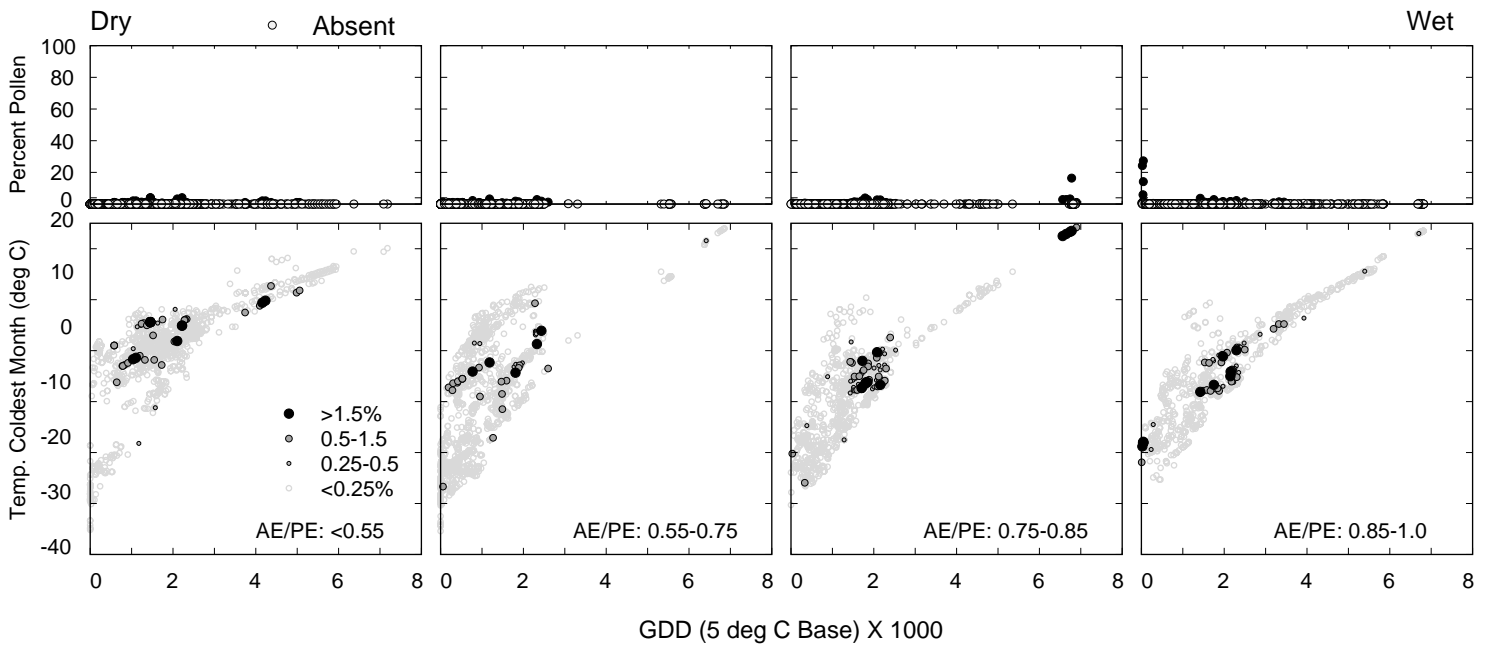 Dry
Absent
Wet
Percent Pollen
100
80
60
40
20
0
Temp. Coldest Month (deg C)
20
10
0
-10
-20
-30
-40
>1.5%
0.5-1.5
0.25-0.5
<0.25%
AE/PE: <0.55
AE/PE: 0.55-0.75
AE/PE: 0.75-0.85
AE/PE: 0.85-1.0
0 2 4 6 8 0 2 4 6 8 0 2 4 6 8 0 2 4 6 8
GDD (5 deg C Base) X 1000